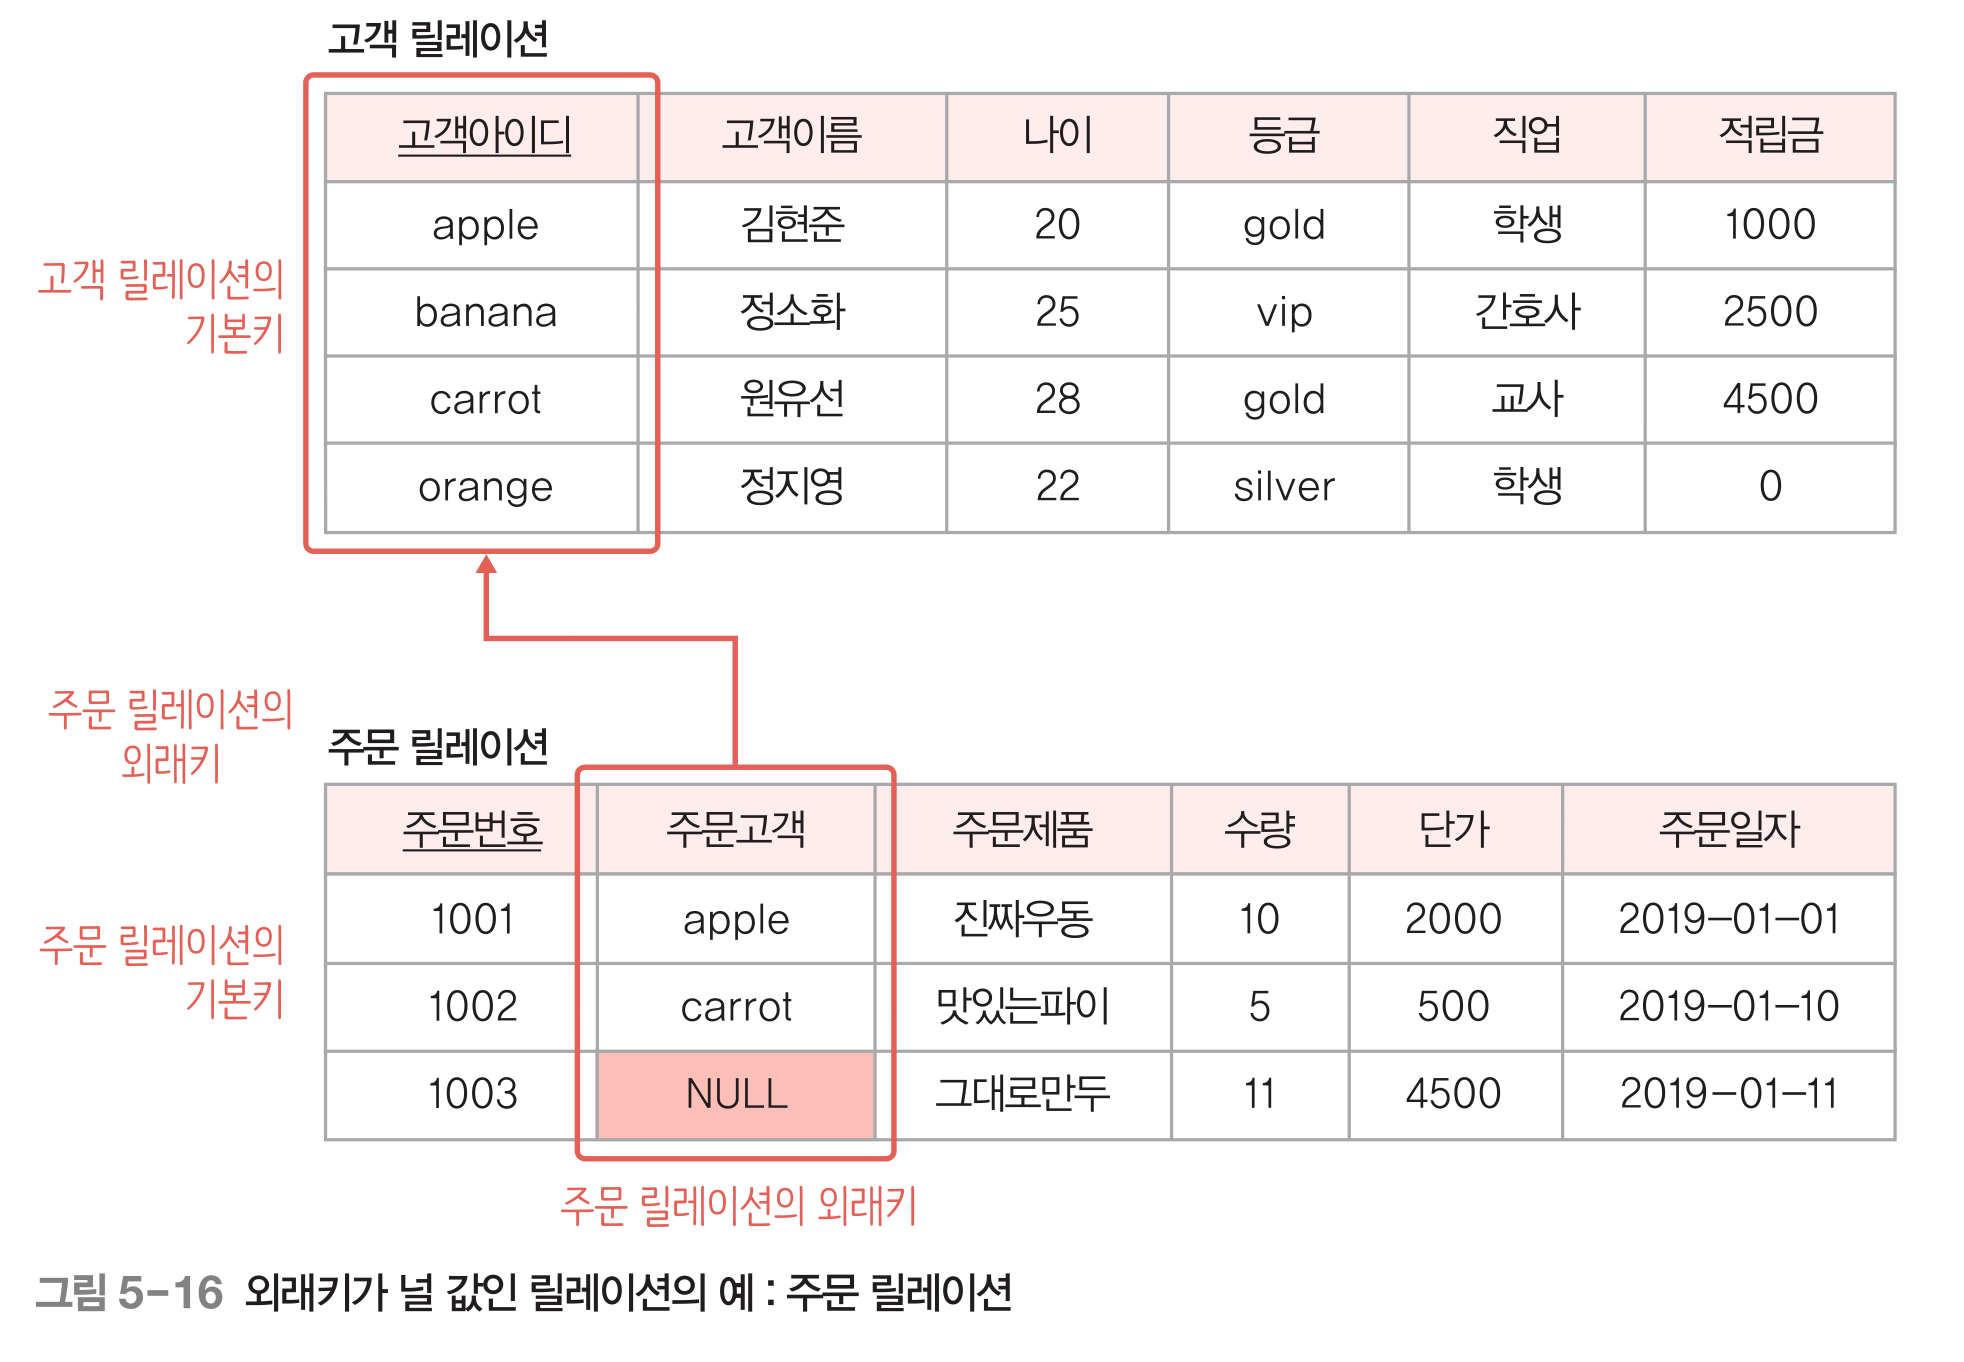 고객 릴레이션
고객아이디 고객이름 나이 등급 직업 적립금
apple 김현준 20 gold 학생 1000
banana 정소화 25 vip 간호사 2500
carrot 원유선 28 gold 교사 4500
orange 정지영 22 silver 학생 0
고객 릴레이션의
기본키
주문 릴레이션의
외래키
주문 릴레이션
주문번호 주문고객 주문제품 수량 단가 주문일자
1001 apple 진짜우동 10 2000 2019-01-01
1002 carrot 맛있는파이 5 500 2019-01-10
1003 NULL 그대로만두 11 4500 2019-01-11
주문 릴레이션의
기본키
주문 릴레이션의 외래키
그림 5-16 외래키가 널 값인 릴레이션의 예 : 주문 릴레이션